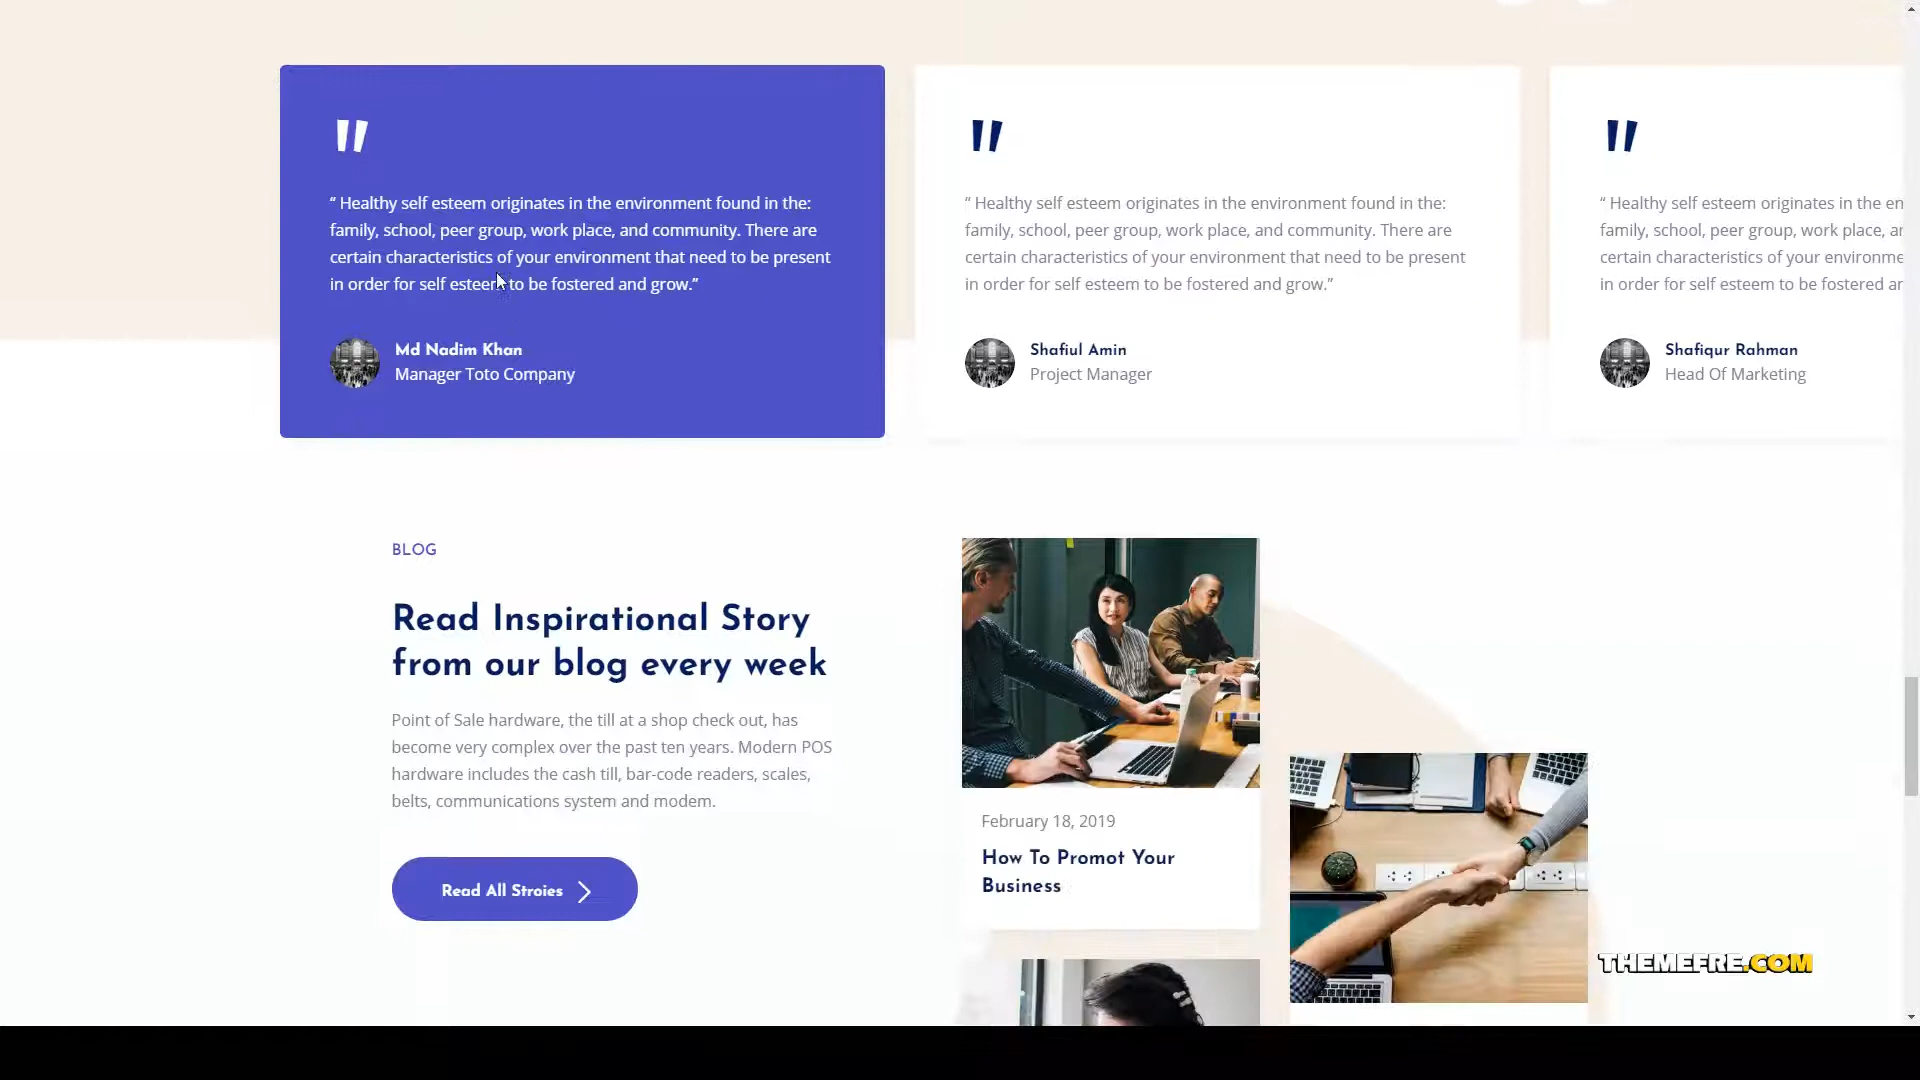 "
“ Healthy self esteem originates in the environment found in the:
family, school, peer group, work place, and community. There are
certain characteristics of your environment that need to be present
in order for self esteem to be fostered and grow.”
Md Nadim Khan
Manager Toto Company
"
“ Healthy self esteem originates in the environment found in the:
family, school, peer group, work place, and community. There are
certain characteristics of your environment that need to be present
in order for self esteem to be fostered and grow.”
Shafiul Amin
Project Manager
"
“ Healthy self esteem originates in the en
family, school, peer group, work place, ar
certain characteristics of your environme
in order for self esteem to be fostered ar
Shafiqur Rahman
Head Of Marketing
BLOG
Read Inspirational Story
from our blog every week
Point of Sale hardware, the till at a shop check out, has
become very complex over the past ten years. Modern POS
hardware includes the cash till, bar-code readers, scales,
belts, communications system and modem.
Read All Stroies
February 18, 2019
How To Promot Your
Business
THEMEFRE.COM